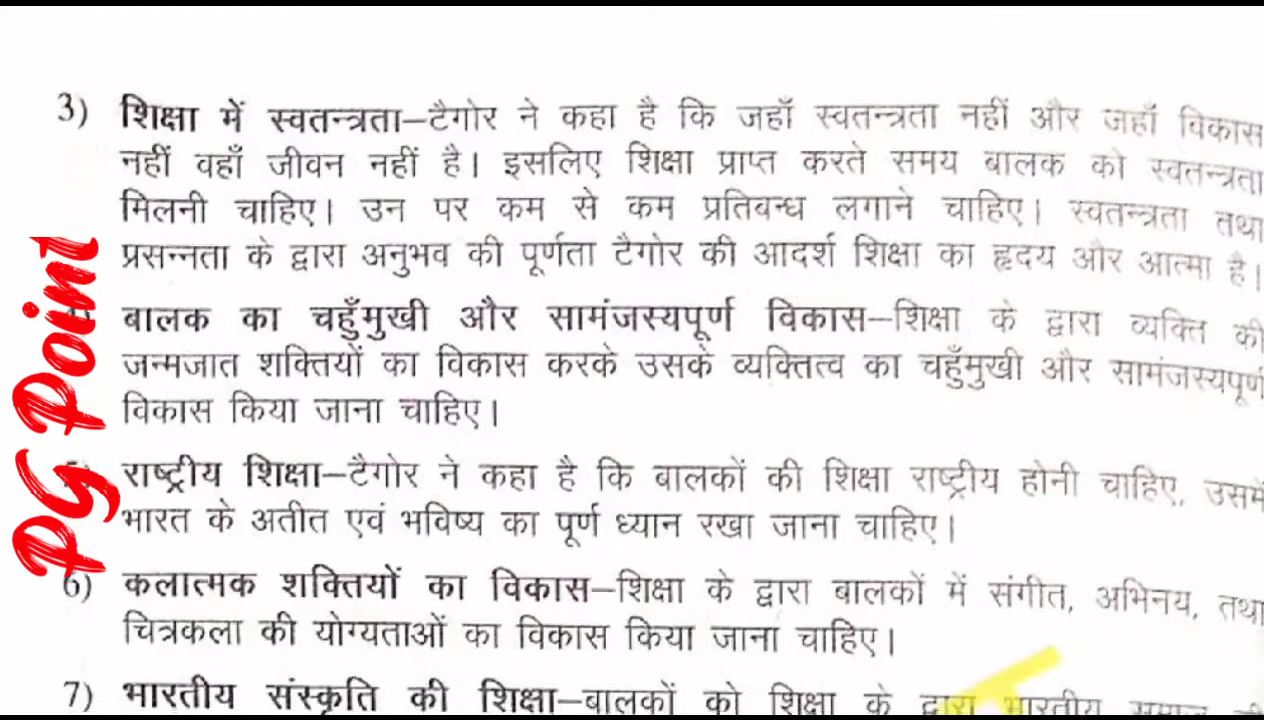 3) शिक्षा में स्वतन्त्रता–टैगोर ने कहा है कि जहाँ स्वतन्त्रता नहीं और जहाँ विकास
नहीं वहाँ जीवन नहीं है। इसलिए शिक्षा प्राप्त करते समय बालक को स्वतन्त्रता
मिलनी चाहिए। उन पर कम से कम प्रतिबन्ध लगाने चाहिए। स्वतन्त्रता तथा
प्रसन्नता के द्वारा अनुभव की पूर्णता टैगोर की आदर्श शिक्षा का हृदय और आत्मा है।
बालक का चहुँमुखी और सामंजस्यपूर्ण विकास–शिक्षा के द्वारा व्यक्ति की
जन्मजात शक्तियों का विकास करके उसके व्यक्तित्व का चहुँमुखी और सामंजस्यपूर्ण
विकास किया जाना चाहिए।
राष्ट्रीय शिक्षा–टैगोर ने कहा है कि बालकों की शिक्षा राष्ट्रीय होनी चाहिए, उसमें
भारत के अतीत एवं भविष्य का पूर्ण ध्यान रखा जाना चाहिए।
6) कलात्मक शक्तियों का विकास–शिक्षा के द्वारा बालकों में संगीत, अभिनय, तथा
चित्रकला की योग्यताओं का विकास किया जाना चाहिए।
7) भारतीय संस्कृति की शिक्षा–बालकों को शिक्षा के द्वारा भारतीय समाज
PG Point